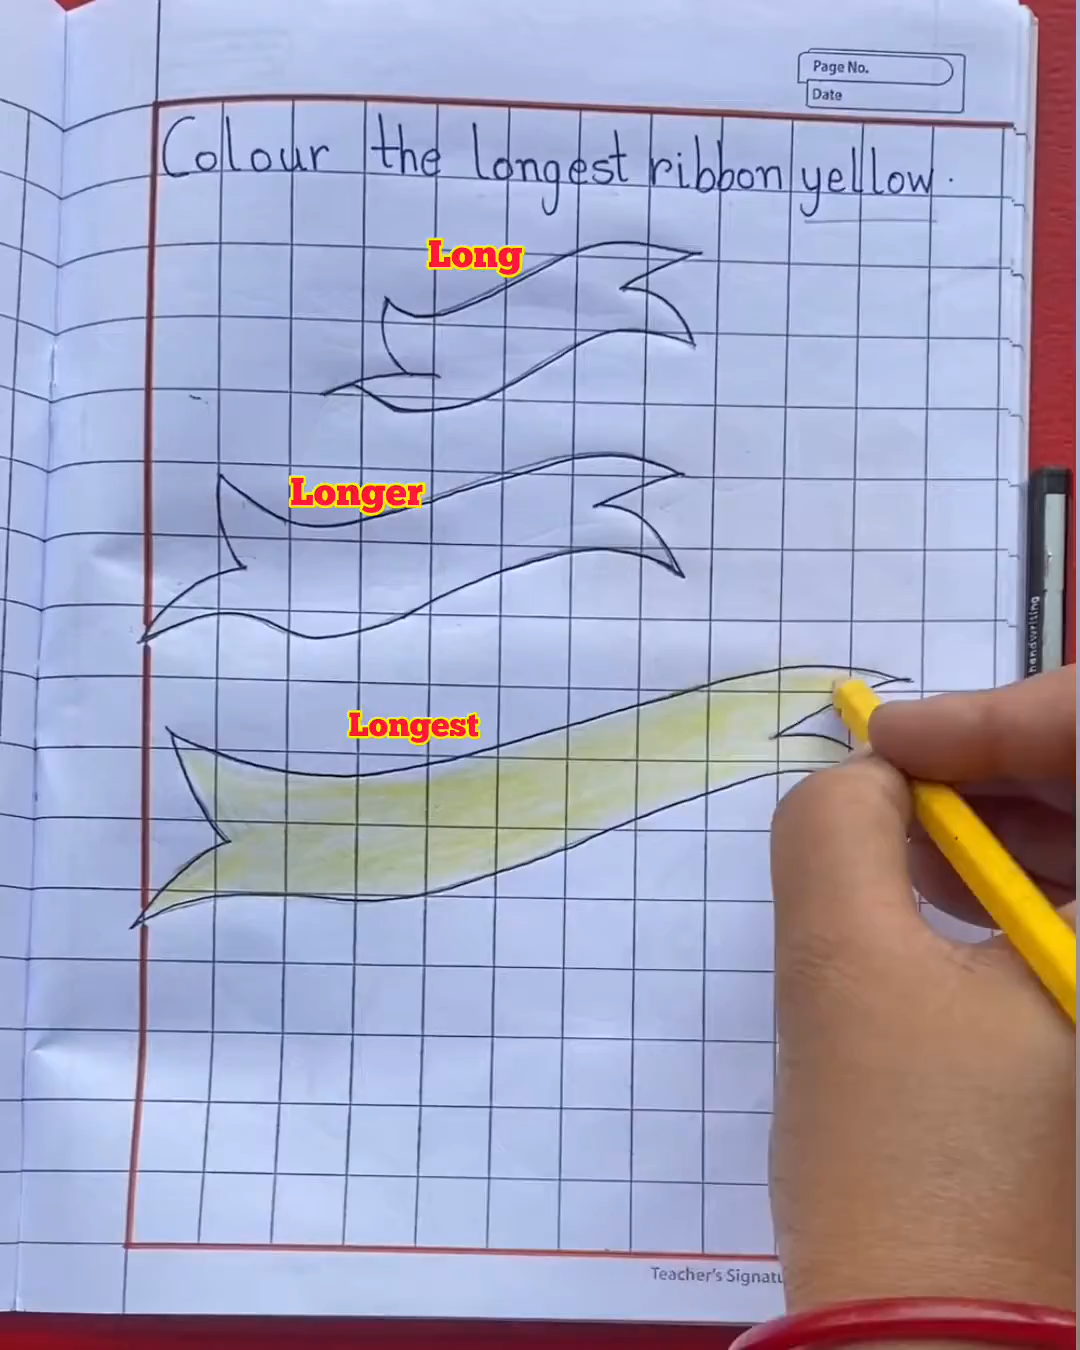 Page No.
Date
Colour the longest ribbon yellow.
Long
Longer
handwriting
Longest
Teacher's Signatu